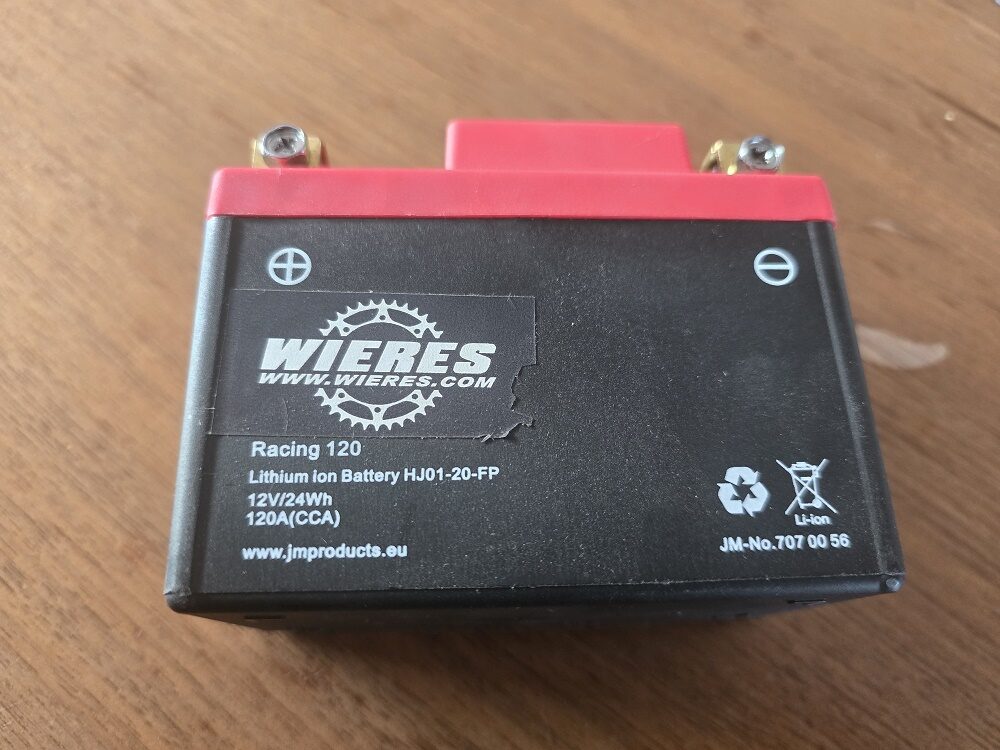 WIERES
WWW.WIERES.COM
Racing 120
Lithium ion Battery HJ01-20-FP
12V/24Wh
120A(CCA)
www.jmproducts.eu
Li-ion
JM-No.707 00 56